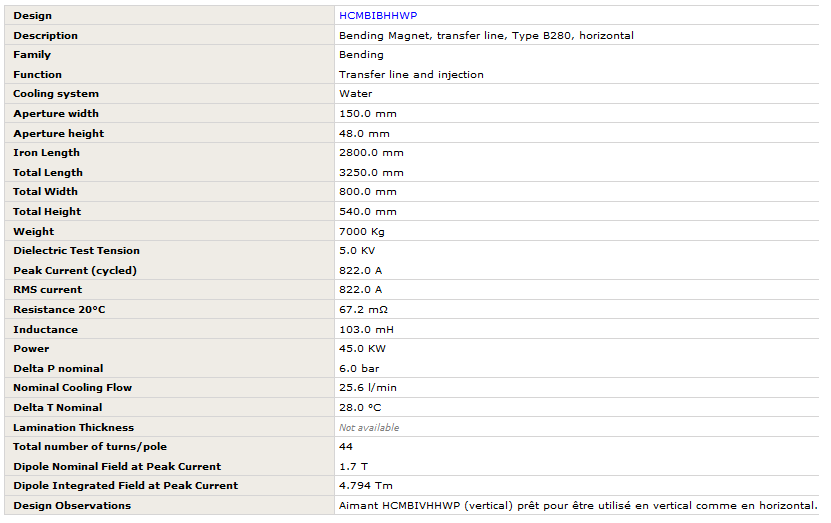 Design HCMBIBHHWP
Description Bending Magnet, transfer line, Type B280, horizontal
Family Bending
Function Transfer line and injection
Cooling system Water
Aperture width 150.0 mm
Aperture height 48.0 mm
Iron Length 2800.0 mm
Total Length 3250.0 mm
Total Width 800.0 mm
Total Height 540.0 mm
Weight 7000 Kg
Dielectric Test Tension 5.0 KV
Peak Current (cycled) 822.0 A
RMS current 822.0 A
Resistance 20°C 67.2 mΩ
Inductance 103.0 mH
Power 45.0 KW
Delta P nominal 6.0 bar
Nominal Cooling Flow 25.6 l/min
Delta T Nominal 28.0 °C
Lamination Thickness Not available
Total number of turns/pole 44
Dipole Nominal Field at Peak Current 1.7 T
Dipole Integrated Field at Peak Current 4.794 Tm
Design Observations Aimant HCMBIVHHWP (vertical) prêt pour être utilisé en vertical comme en horizontal.